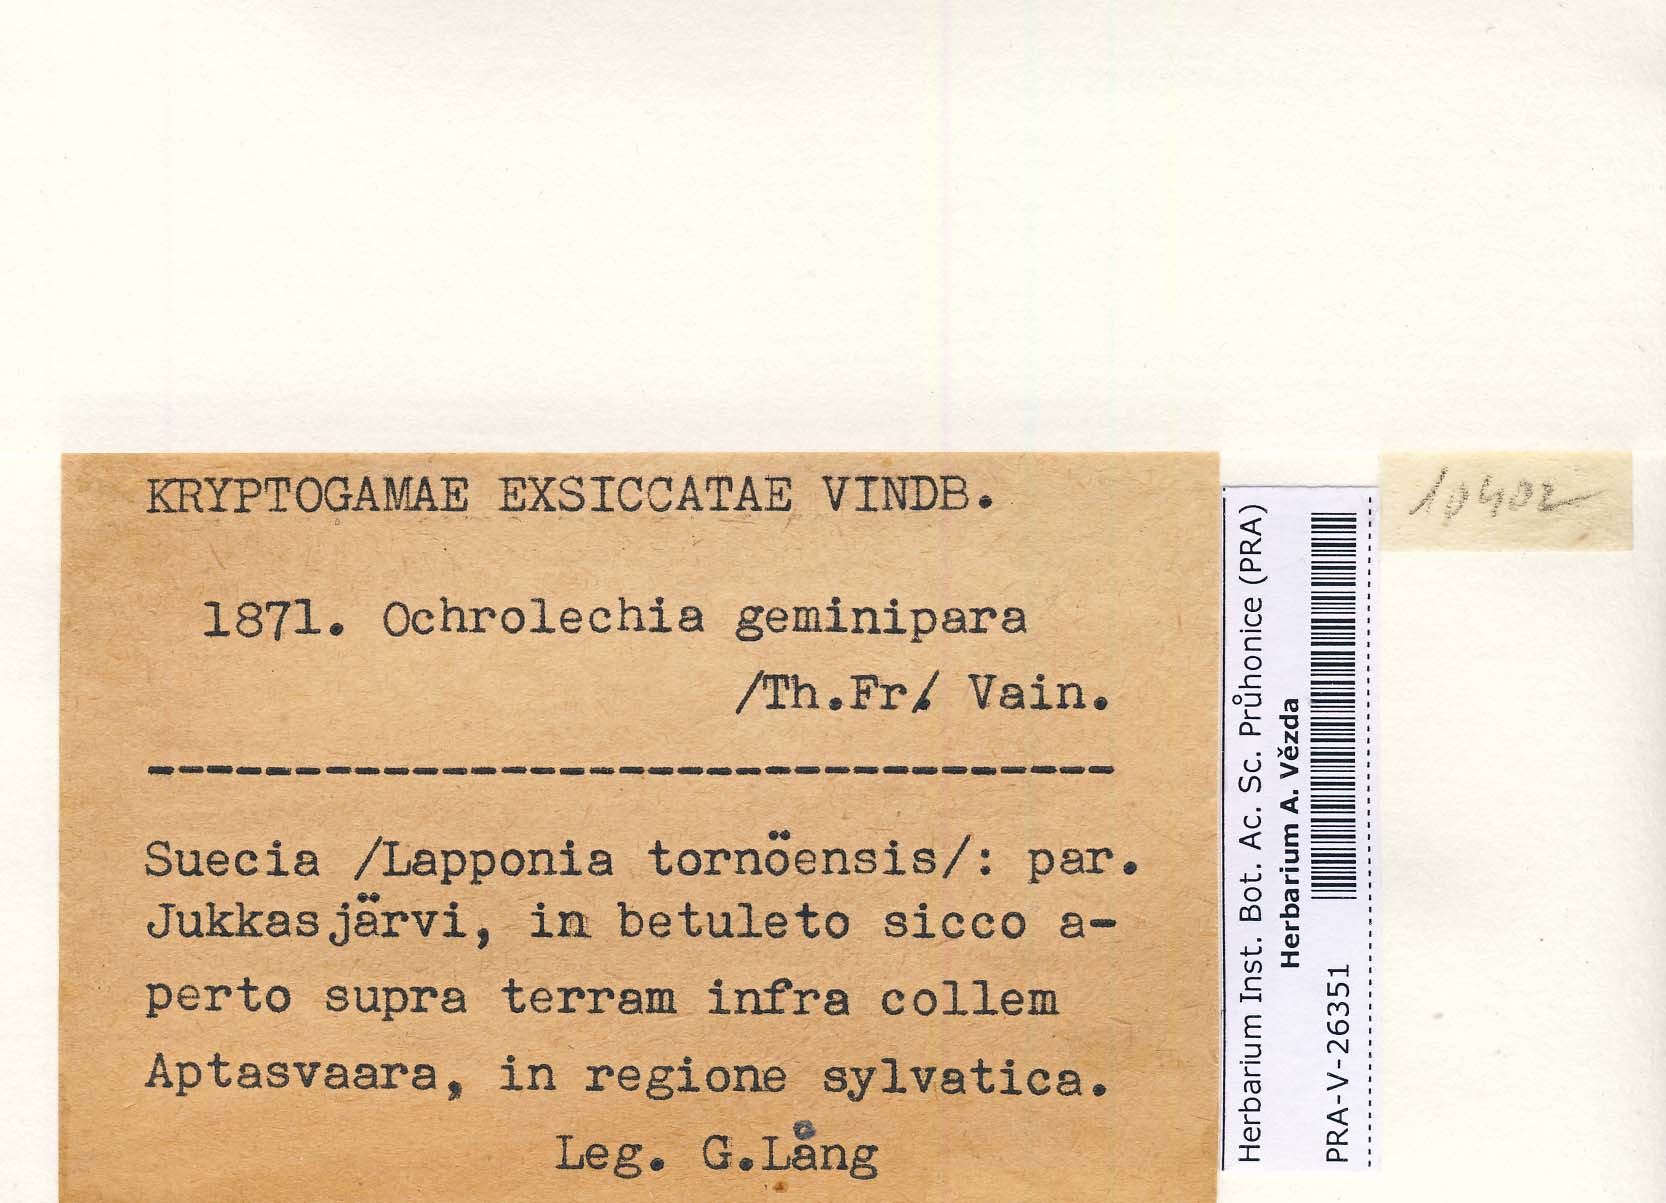 KRYPTOGAMAE EXSICCATAE VINDB.
1871. Ochrolechia geminipara
/Th.Fr./ Vain.
Suecia /Lapponia tornöensis/: par.
Jukkasjärvi, in betuleto sicco a-
perto supra terram infra collem
Aptasvaara, in regione sylvatica.
Leg. G.Lång
Herbarium Inst. Bot. Ac. Sc. Průhonice (PRA)
Herbarium A. Vězda
PRA-V-26351
10402